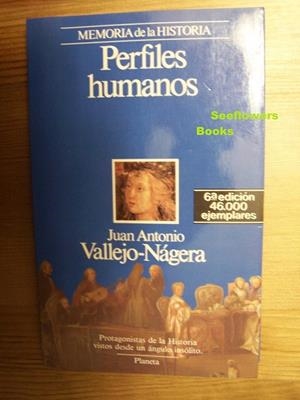 MEMORIA de la HISTORIA
Perfiles
humanos
Seeflowers
Books
6ª edición
46.000
ejemplares
Juan Antonio
Vallejo-Nágera
Protagonistas de la Historia
vistos desde un ángulo insólito.
Planeta